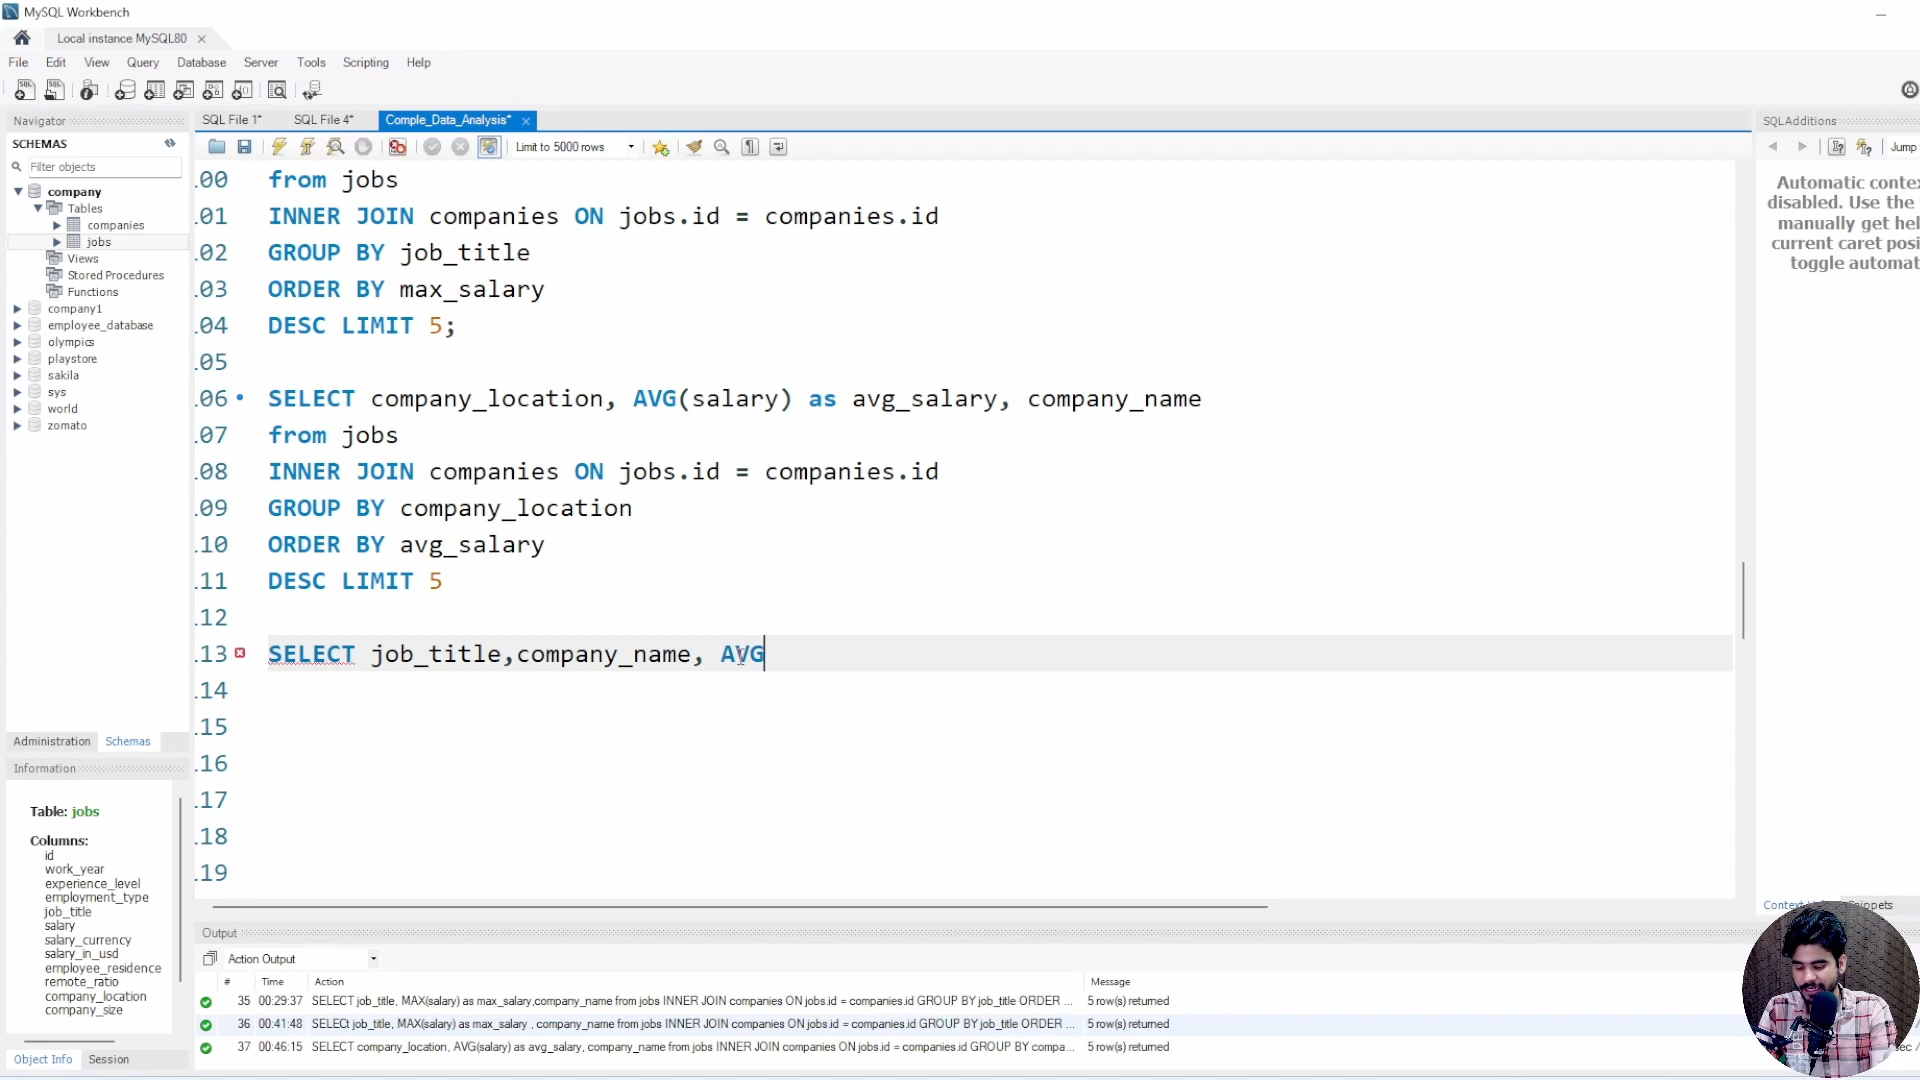 MySQL Workbench
Local instance MySQL80
File Edit View Query Database Server Tools Scripting Help
Navigator
SCHEMAS
Filter objects
company
Tables
companies
jobs
Views
Stored Procedures
Functions
company1
employee_database
olympics
playstore
sakila
sys
world
zomato
Administration Schemas
Information
Table: jobs
Columns:
id
work_year
experience_level
employment_type
job_title
salary
salary_currency
salary_in_usd
employee_residence
remote_ratio
company_location
company_size
Object Info Session
SQL File 1* SQL File 4* Comple_Data_Analysis*
Limit to 5000 rows
.00 from jobs
.01 INNER JOIN companies ON jobs.id = companies.id
.02 GROUP BY job_title
.03 ORDER BY max_salary
.04 DESC LIMIT 5;
.05
.06 SELECT company_location, AVG(salary) as avg_salary, company_name
.07 from jobs
.08 INNER JOIN companies ON jobs.id = companies.id
.09 GROUP BY company_location
.10 ORDER BY avg_salary
.11 DESC LIMIT 5
.12
.13 SELECT job_title,company_name, AVG
.14
.15
.16
.17
.18
.19
SQLAdditions
Jump
Automatic contex
disabled. Use the
manually get hel
current caret posi
toggle automat
Output
Action Output
# Time Action Message
35 00:29:37 SELECT job_title, MAX(salary) as max_salary,company_name from jobs INNER JOIN companies ON jobs.id = companies.id GROUP BY job_title ORDER ... 5 row(s) returned
36 00:41:48 SELECt job_title, MAX(salary) as max_salary , company_name from jobs INNER JOIN companies ON jobs.id = companies.id GROUP BY job_title ORDER ... 5 row(s) returned
37 00:46:15 SELECT company_location, AVG(salary) as avg_salary, company_name from jobs INNER JOIN companies ON jobs.id = companies.id GROUP BY compa... 5 row(s) returned